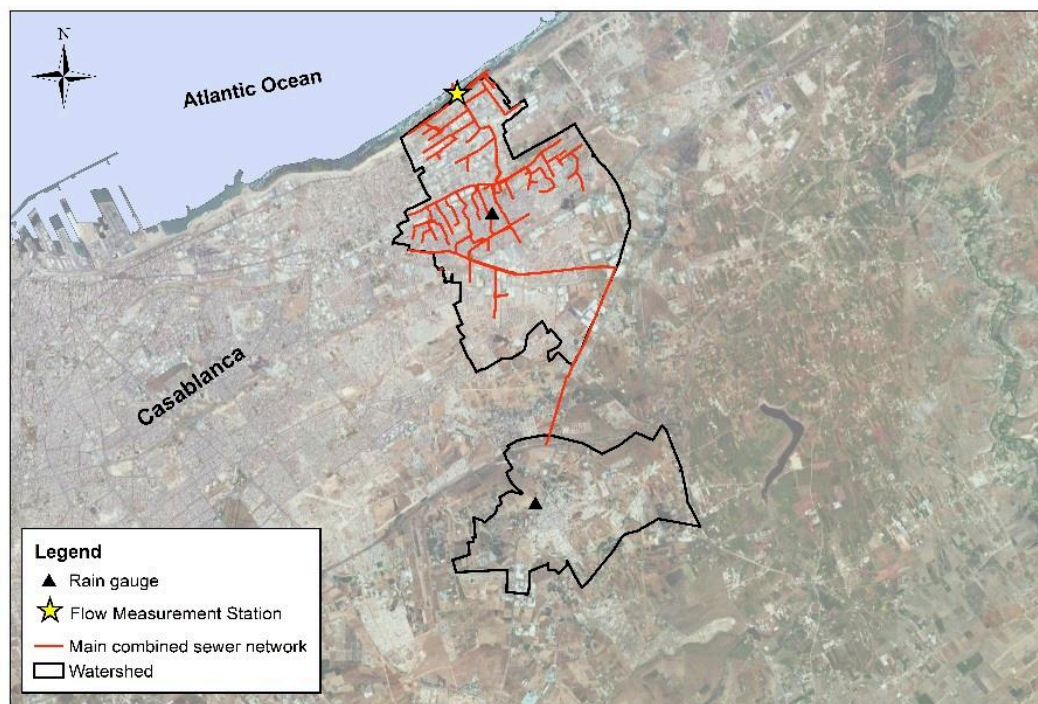 N
Atlantic Ocean
Casablanca
Legend
Rain gauge
Flow Measurement Station
Main combined sewer network
Watershed